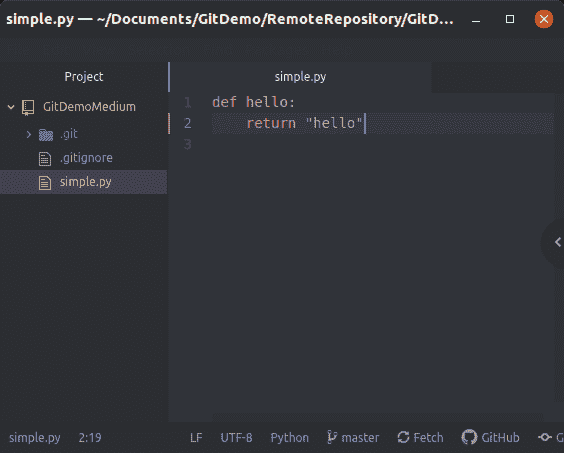 simple.py — ~/Documents/GitDemo/RemoteRepository/GitD...
Project
simple.py
GitDemoMedium
.git
.gitignore
simple.py
1 def hello:
2     return "hello"
3
simple.py 2:19 LF UTF-8 Python master Fetch GitHub G